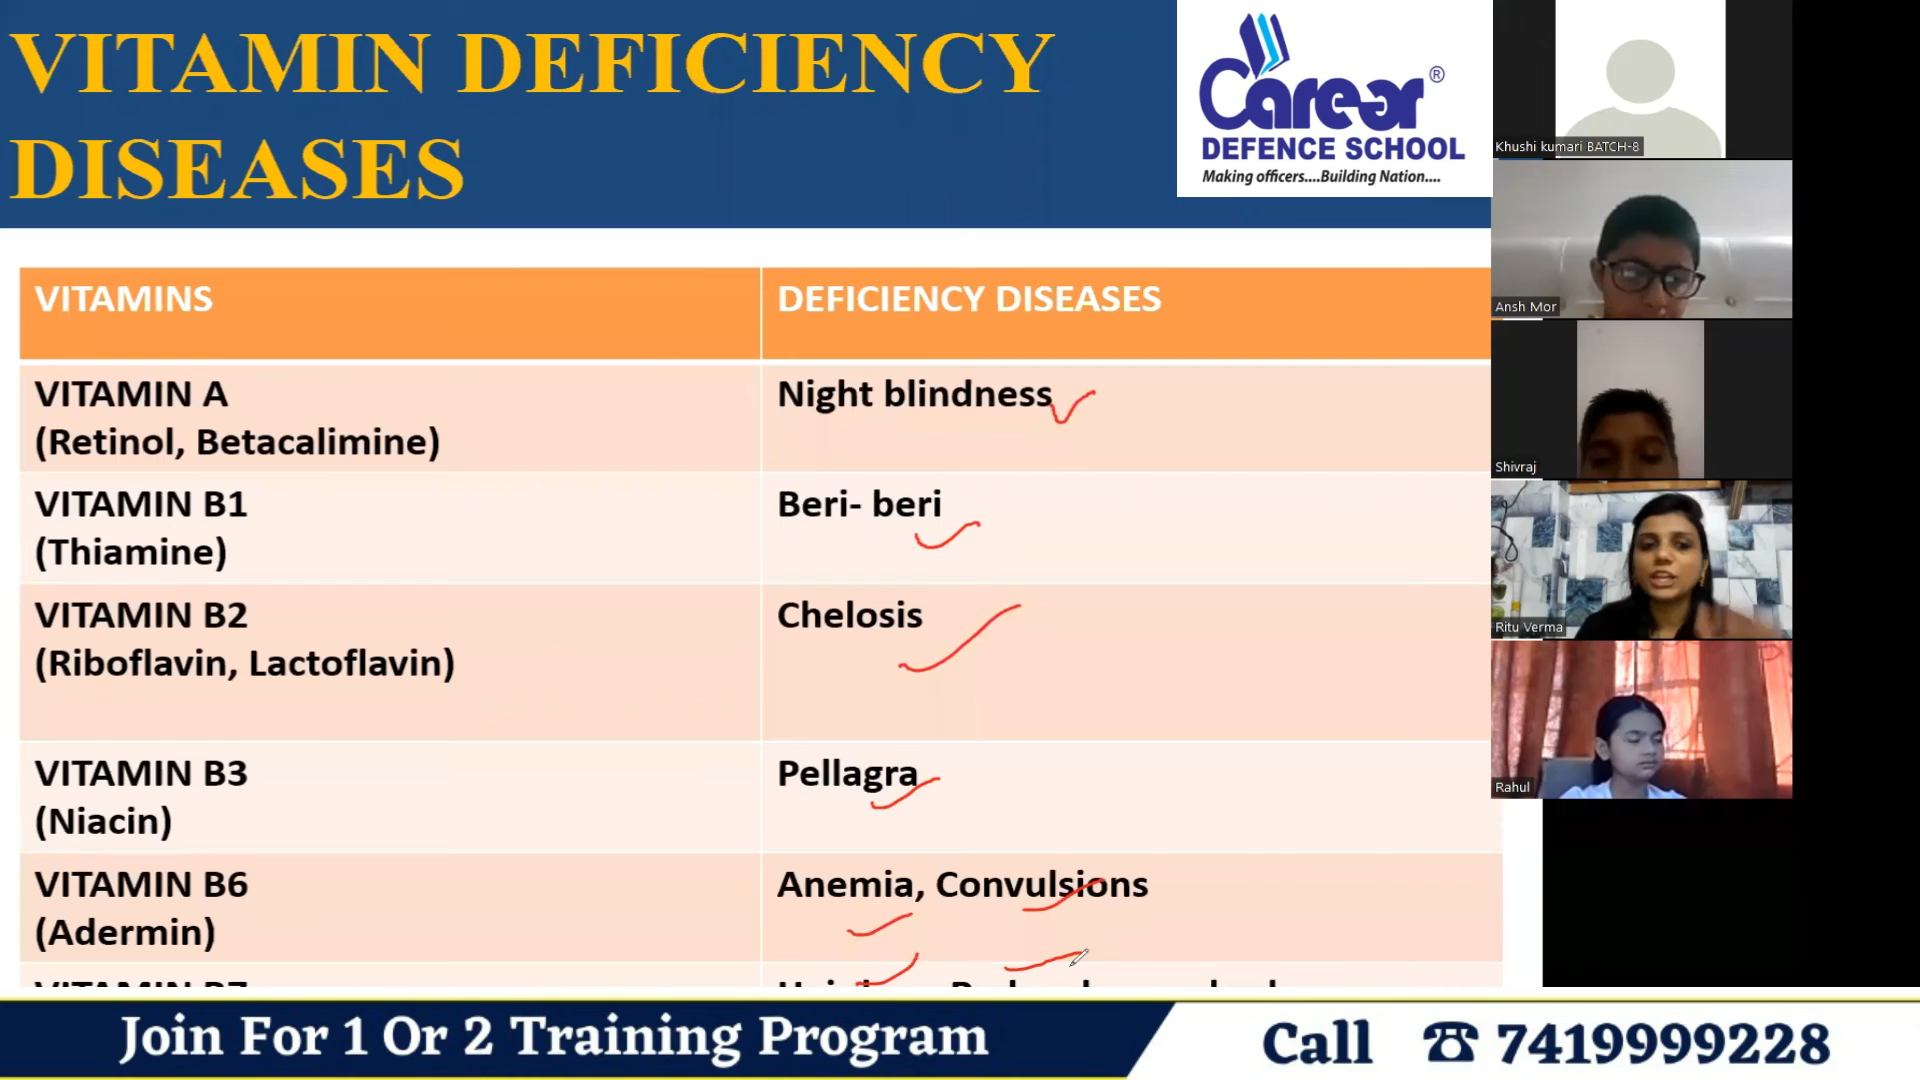 VITAMIN DEFICIENCY
DISEASES
Career®
DEFENCE SCHOOL
Making officers....Building Nation....
VITAMINS
DEFICIENCY DISEASES
VITAMIN A
(Retinol, Betacalimine)
Night blindness
VITAMIN B1
(Thiamine)
Beri- beri
VITAMIN B2
(Riboflavin, Lactoflavin)
Chelosis
VITAMIN B3
(Niacin)
Pellagra
VITAMIN B6
(Adermin)
Anemia, Convulsions
VITAMIN B7
Khushi kumari BATCH-8
Ansh Mor
Shivraj
Ritu Verma
Rahul
Join For 1 Or 2 Training Program
Call ☎ 7419999228